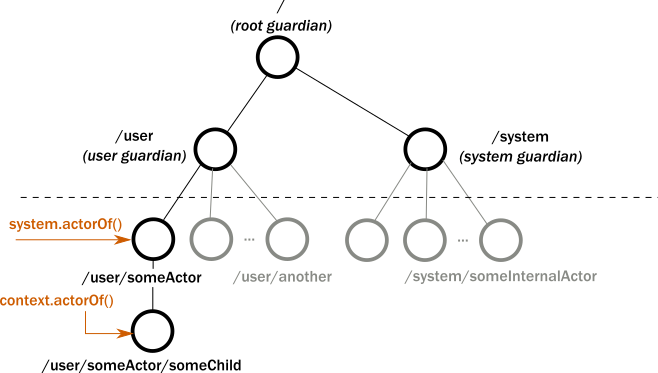 /
(root guardian)
/user
(user guardian)
/system
(system guardian)
system.actorOf()
...
...
/user/someActor
/user/another
/system/someInternalActor
context.actorOf()
/user/someActor/someChild